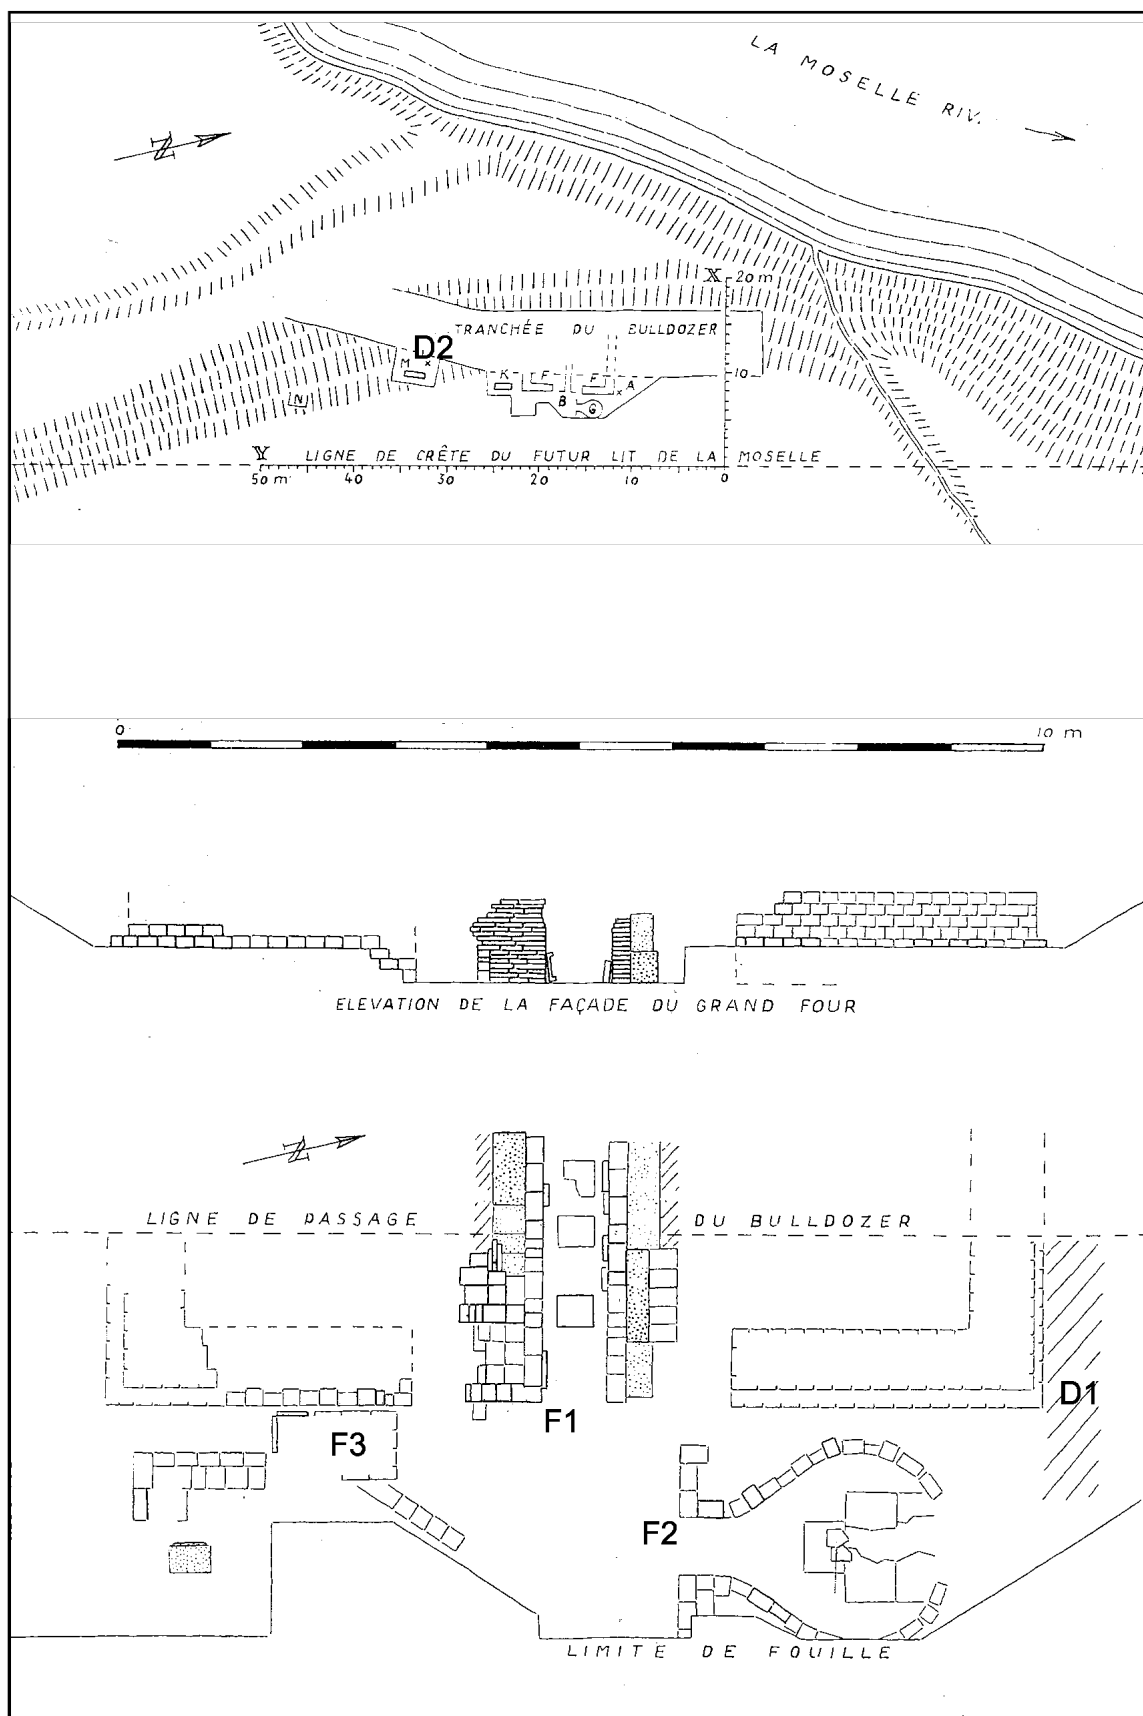 LA MOSELLE RIV.
N
X 20 m
TRANCHÉE DU BULLDOZER
D2
M x
K F F x A
10
B G
N
Y LIGNE DE CRÊTE DU FUTUR LIT DE LA MOSELLE
50 m. 40 30 20 10 0
0 10 m
ELEVATION DE LA FAÇADE DU GRAND FOUR
N
LIGNE DE PASSAGE DU BULLDOZER
D1
F1
F3
F2
LIMITE DE FOUILLE